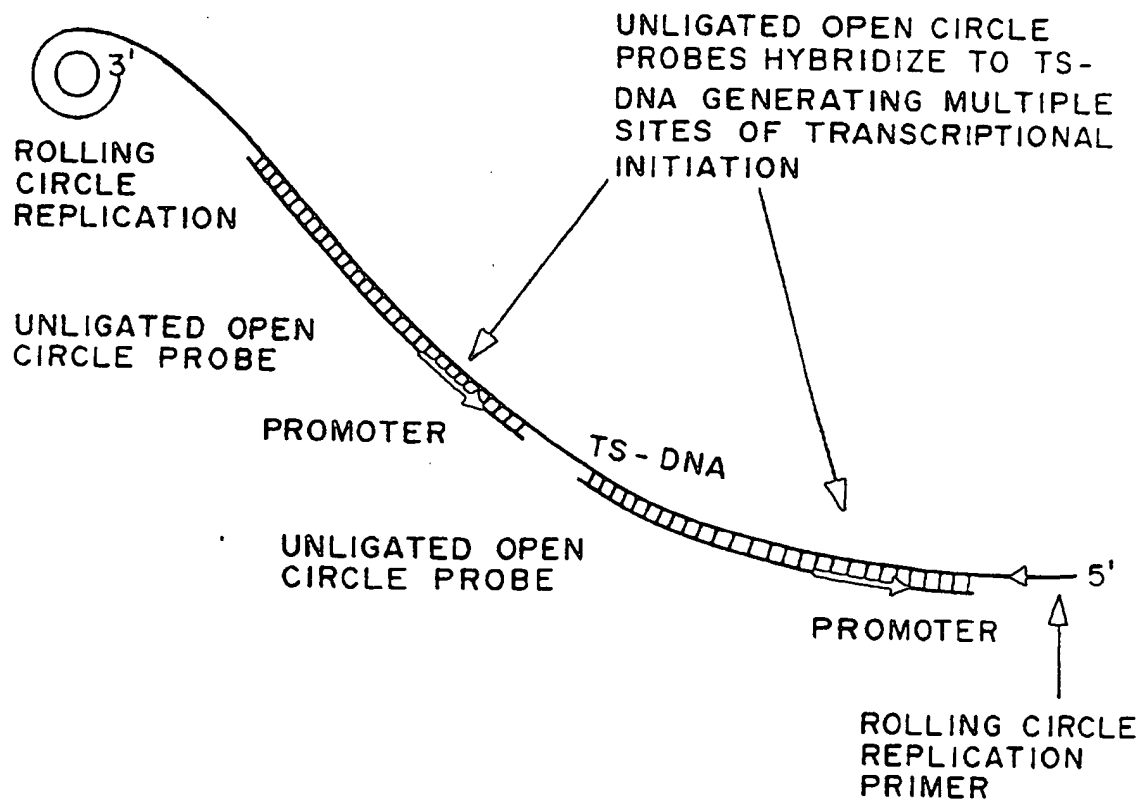 UNLIGATED OPEN CIRCLE
PROBES HYBRIDIZE TO TS-
DNA GENERATING MULTIPLE
SITES OF TRANSCRIPTIONAL
INITIATION
3'
ROLLING
CIRCLE
REPLICATION
UNLIGATED OPEN
CIRCLE PROBE
PROMOTER
TS-DNA
UNLIGATED OPEN
CIRCLE PROBE
5'
PROMOTER
ROLLING CIRCLE
REPLICATION
PRIMER